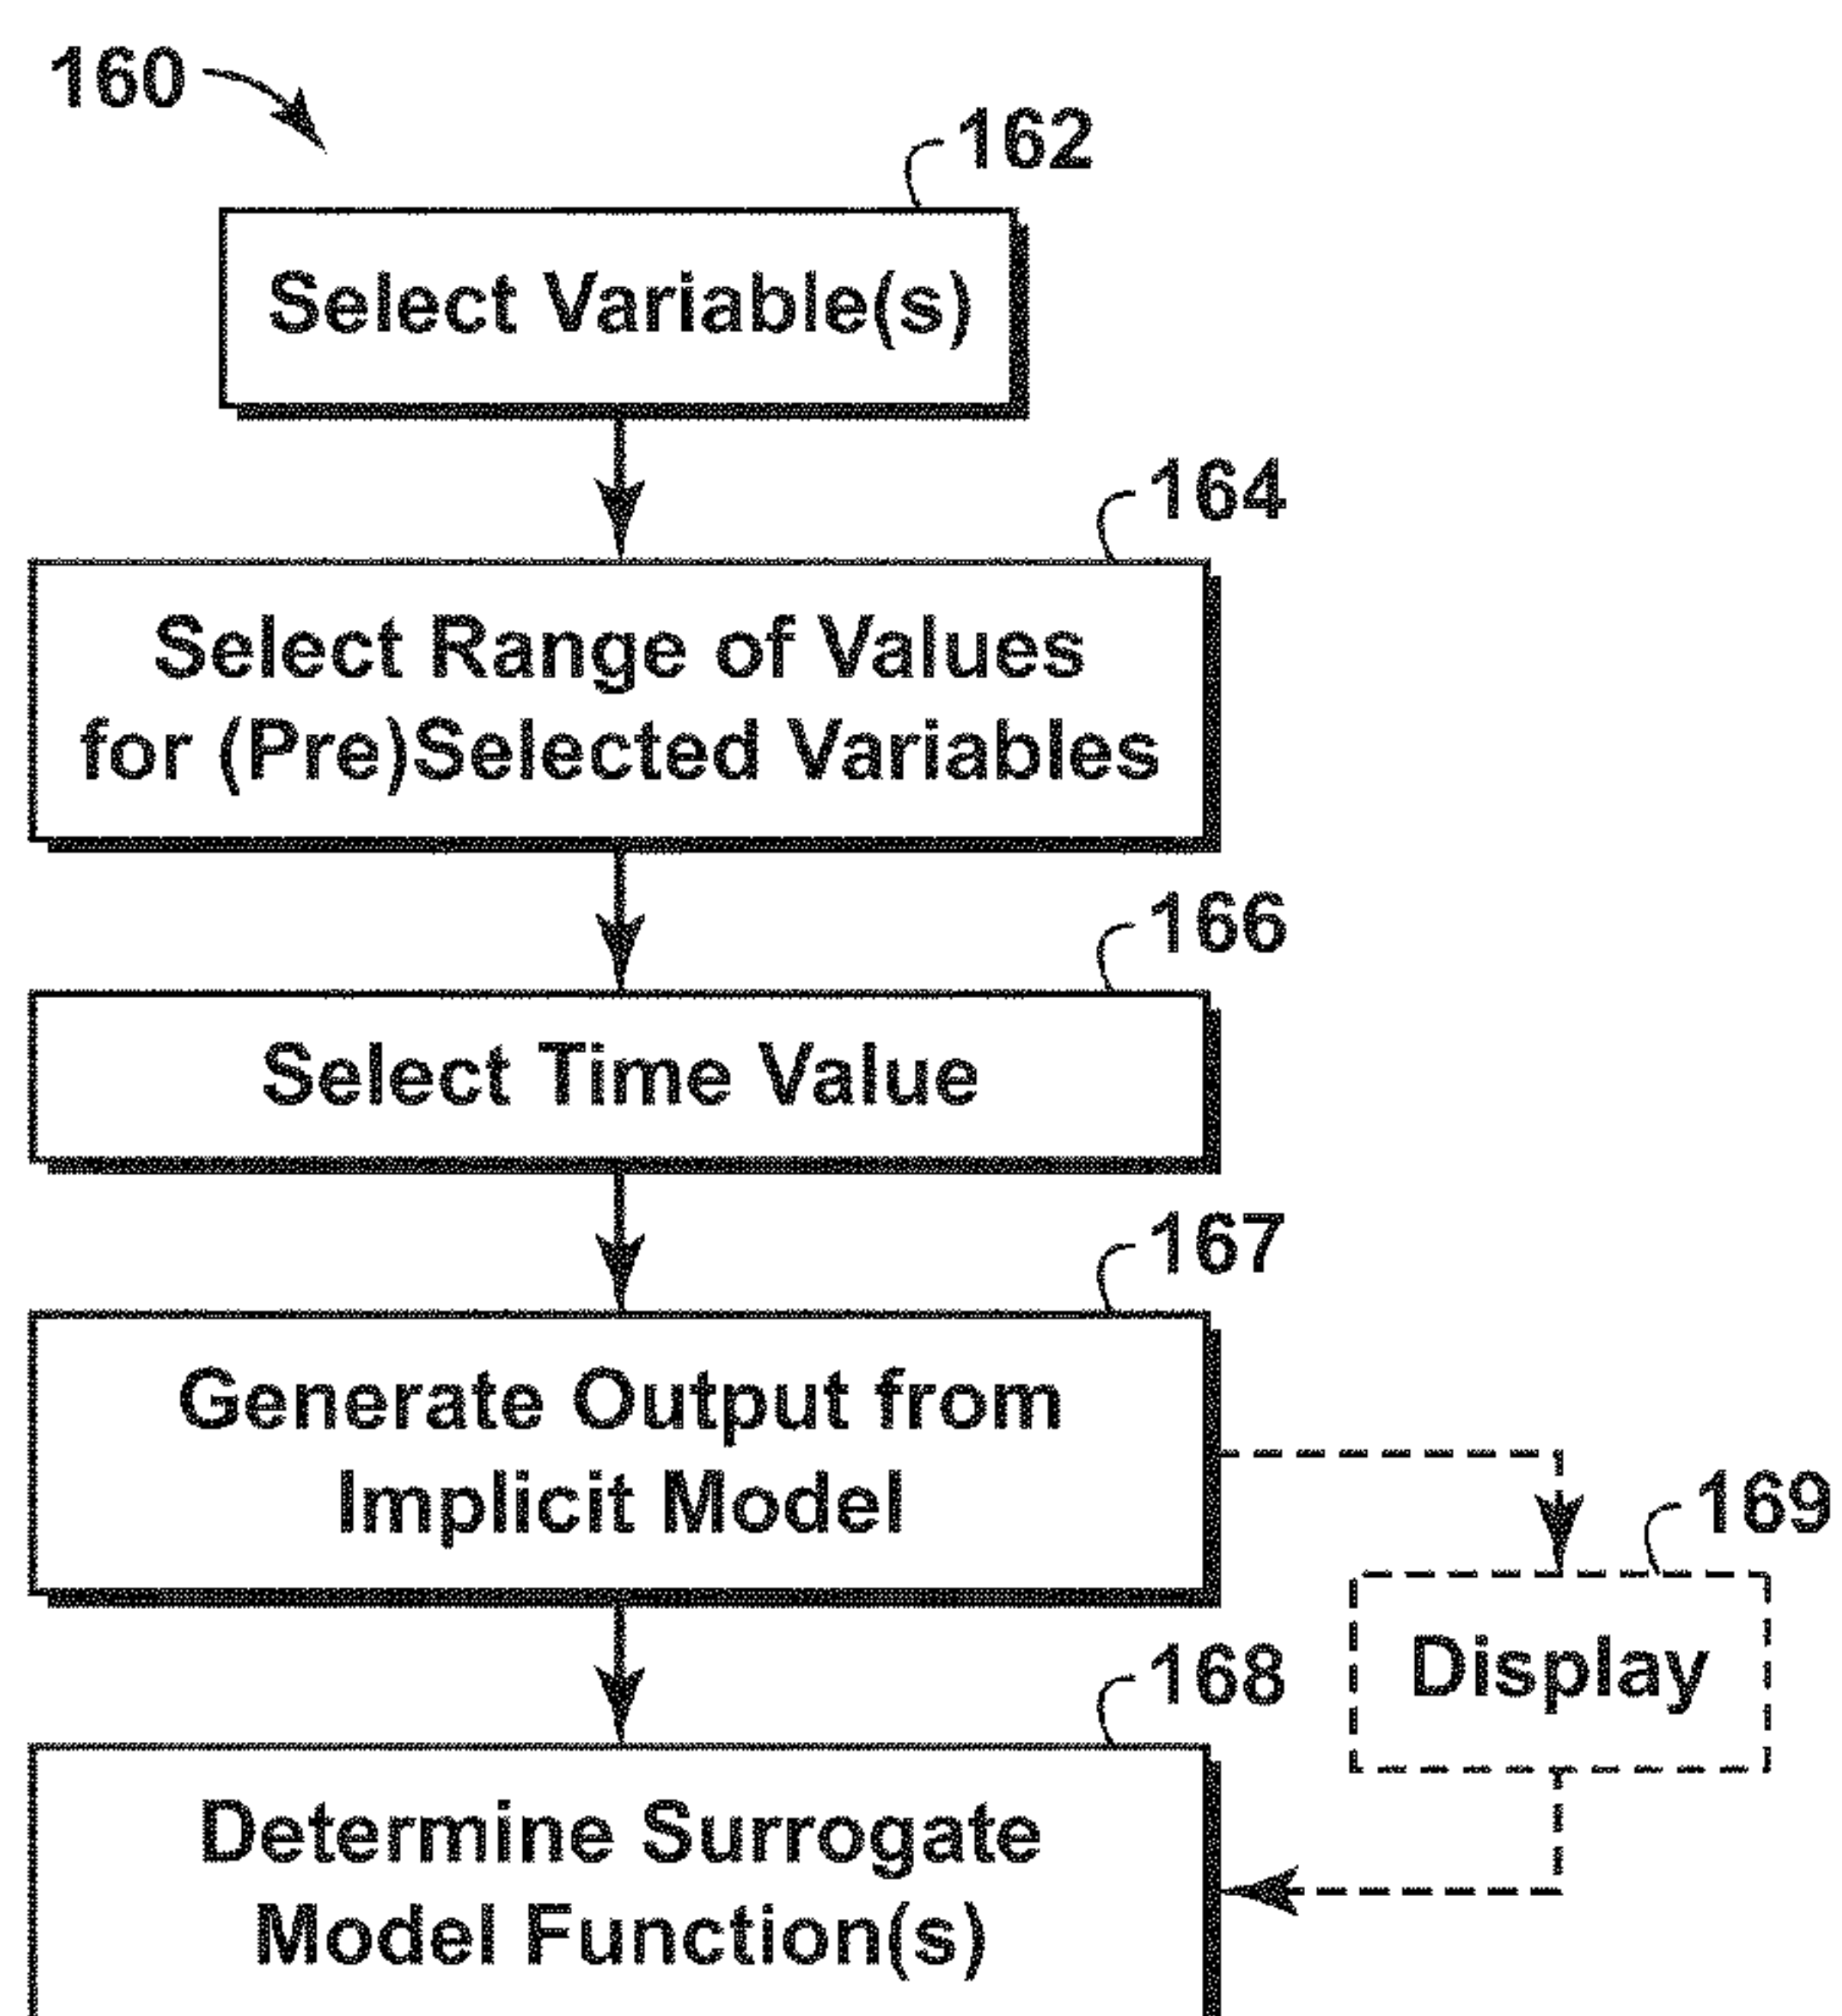 160
162
Select Variable(s)
164
Select Range of Values
for (Pre)Selected Variables
166
Select Time Value
167
Generate Output from
Implicit Model
169
Display
168
Determine Surrogate
Model Function(s)